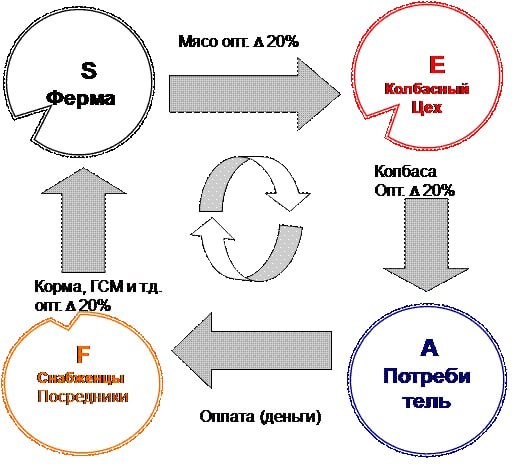 Мясо опт. Δ 20%
S
Ферма
E
Колбасный
Цех
Колбаса
Опт. Δ 20%
Корма, ГСМ и т.д.
опт. Δ 20%
F
Снабженцы
Посредники
A
Потреби
тель
Оплата (деньги)